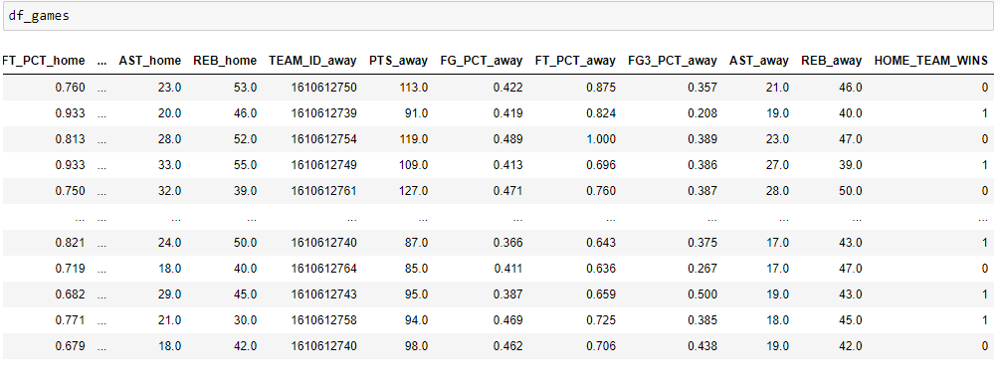 df_games
FT_PCT_home ... AST_home REB_home TEAM_ID_away PTS_away FG_PCT_away FT_PCT_away FG3_PCT_away AST_away REB_away HOME_TEAM_WINS
0.760 ... 23.0 53.0 1610612750 113.0 0.422 0.875 0.357 21.0 46.0 0
0.933 ... 20.0 46.0 1610612739 91.0 0.419 0.824 0.208 19.0 40.0 1
0.813 ... 28.0 52.0 1610612754 119.0 0.489 1.000 0.389 23.0 47.0 0
0.933 ... 33.0 55.0 1610612749 109.0 0.413 0.696 0.386 27.0 39.0 1
0.750 ... 32.0 39.0 1610612761 127.0 0.471 0.760 0.387 28.0 50.0 0
... ... ... ... ... ... ... ... ... ... ... ...
0.821 ... 24.0 50.0 1610612740 87.0 0.366 0.643 0.375 17.0 43.0 1
0.719 ... 18.0 40.0 1610612764 85.0 0.411 0.636 0.267 17.0 47.0 0
0.682 ... 29.0 45.0 1610612743 95.0 0.387 0.659 0.500 19.0 43.0 1
0.771 ... 21.0 30.0 1610612758 94.0 0.469 0.725 0.385 18.0 45.0 1
0.679 ... 18.0 42.0 1610612740 98.0 0.462 0.706 0.438 19.0 42.0 0